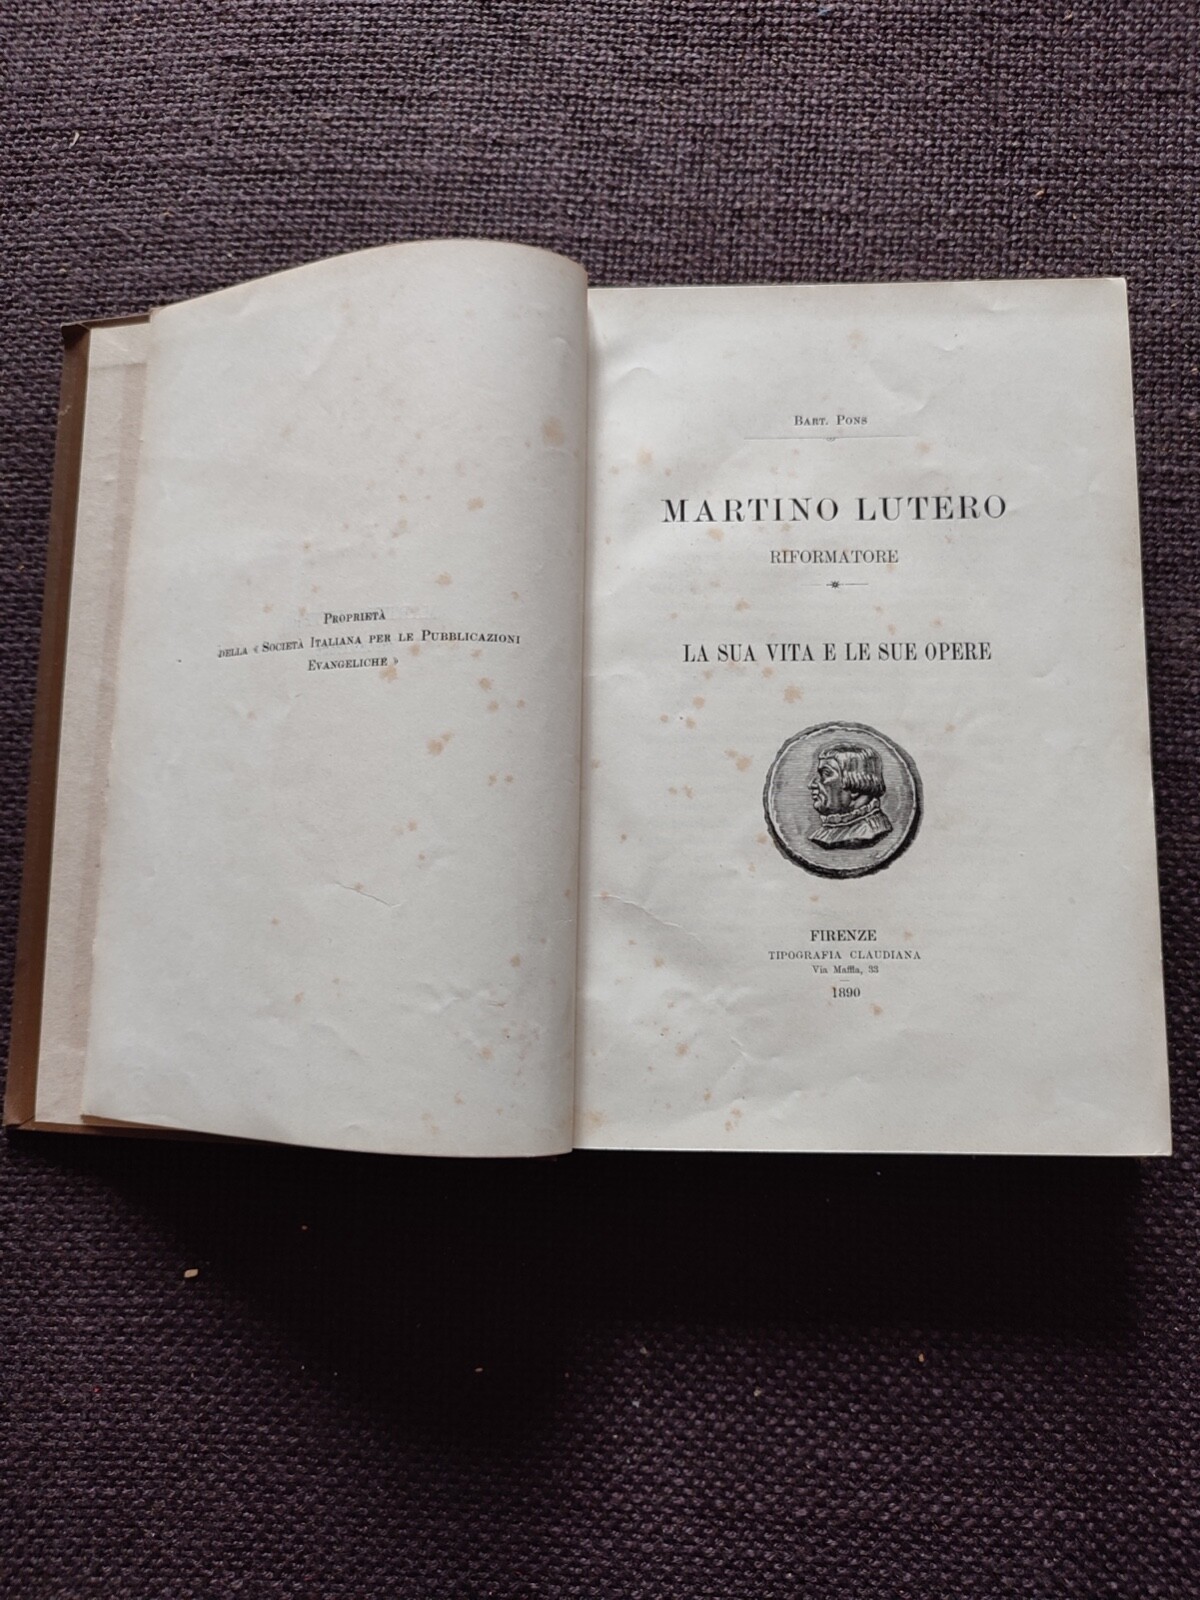 Proprietà
della « Società Italiana per le Pubblicazioni
Evangeliche »
Bart. Pons
MARTINO LUTERO
RIFORMATORE
LA SUA VITA E LE SUE OPERE
FIRENZE
TIPOGRAFIA CLAUDIANA
Via Maffia, 33
1890